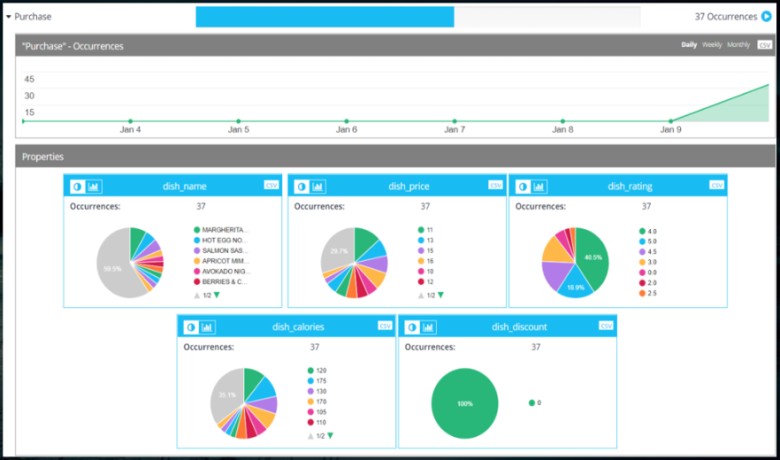 Purchase
37 Occurrences
"Purchase" - Occurrences
Daily Weekly Monthly CSV
45
30
15
Jan 4 Jan 5 Jan 6 Jan 7 Jan 8 Jan 9
Properties
dish_name CSV
Occurrences: 37
MARGHERITA...
HOT EGG NO...
SALMON SAS...
APRICOT MIM...
AVOKADO NIG...
BERRIES & C...
1/2
dish_price CSV
Occurrences: 37
11
13
15
16
10
12
1/2
dish_rating CSV
Occurrences: 37
40.5%
18.9%
4.0
5.0
4.5
3.0
0.0
2.0
2.5
dish_calories CSV
Occurrences: 37
35.1%
120
175
130
170
105
110
1/2
dish_discount CSV
Occurrences: 37
100%
0